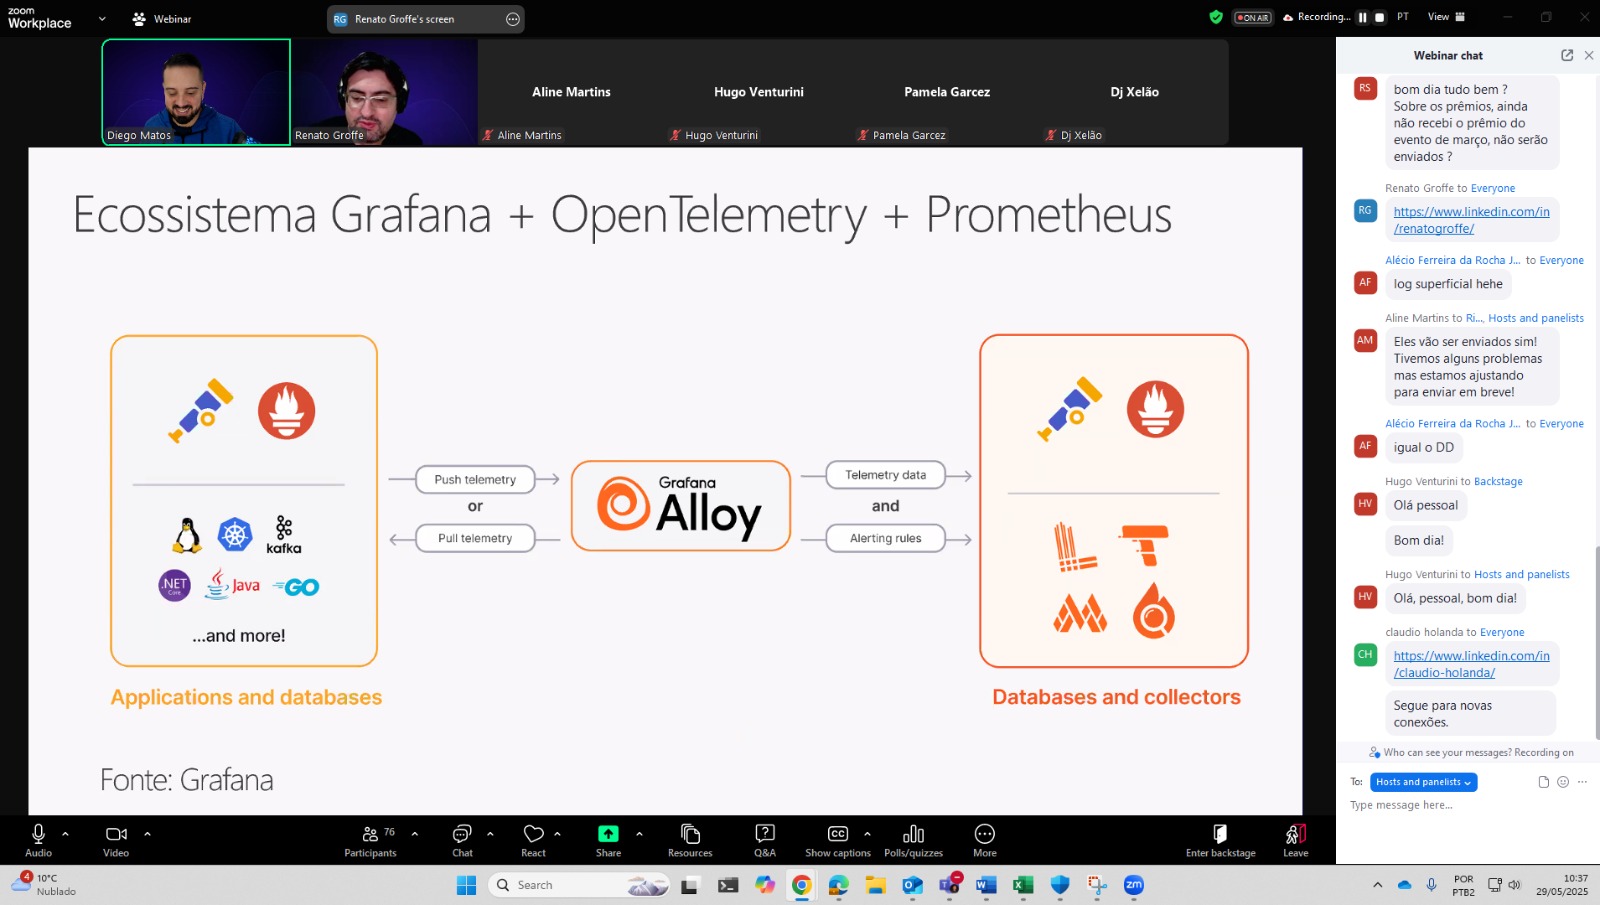 zoom
Workplace
Webinar
RG Renato Groffe's screen
ON AIR
Recording...
PT
View
Diego Matos
Renato Groffe
Aline Martins
Aline Martins
Hugo Venturini
Hugo Venturini
Pamela Garcez
Pamela Garcez
Dj Xelão
Dj Xelão
Ecossistema Grafana + OpenTelemetry + Prometheus
kafka
.NET
Core
Java
GO
...and more!
Applications and databases
Push telemetry
or
Pull telemetry
Grafana
Alloy
Telemetry data
and
Alerting rules
Databases and collectors
Fonte: Grafana
Webinar chat
RS
bom dia tudo bem ?
Sobre os prêmios, ainda
não recebi o prêmio do
evento de março, não serão
enviados ?
Renato Groffe to Everyone
RG
https://www.linkedin.com/in
/renatogroffe/
Alécio Ferreira da Rocha J... to Everyone
AF
log superficial hehe
Aline Martins to Ri..., Hosts and panelists
AM
Eles vão ser enviados sim!
Tivemos alguns problemas
mas estamos ajustando
para enviar em breve!
Alécio Ferreira da Rocha J... to Everyone
AF
igual o DD
Hugo Venturini to Backstage
HV
Olá pessoal
Bom dia!
Hugo Venturini to Hosts and panelists
HV
Olá, pessoal, bom dia!
claudio holanda to Everyone
CH
https://www.linkedin.com/in
/claudio-holanda/
Segue para novas
conexões.
Who can see your messages? Recording on
To: Hosts and panelists
Type message here...
Audio
Video
76
Participants
Chat
React
Share
Resources
Q&A
CC
Show captions
Polls/quizzes
More
Enter backstage
Leave
4
10°C
Nublado
Search
zm
POR
PTB2
10:37
29/05/2025